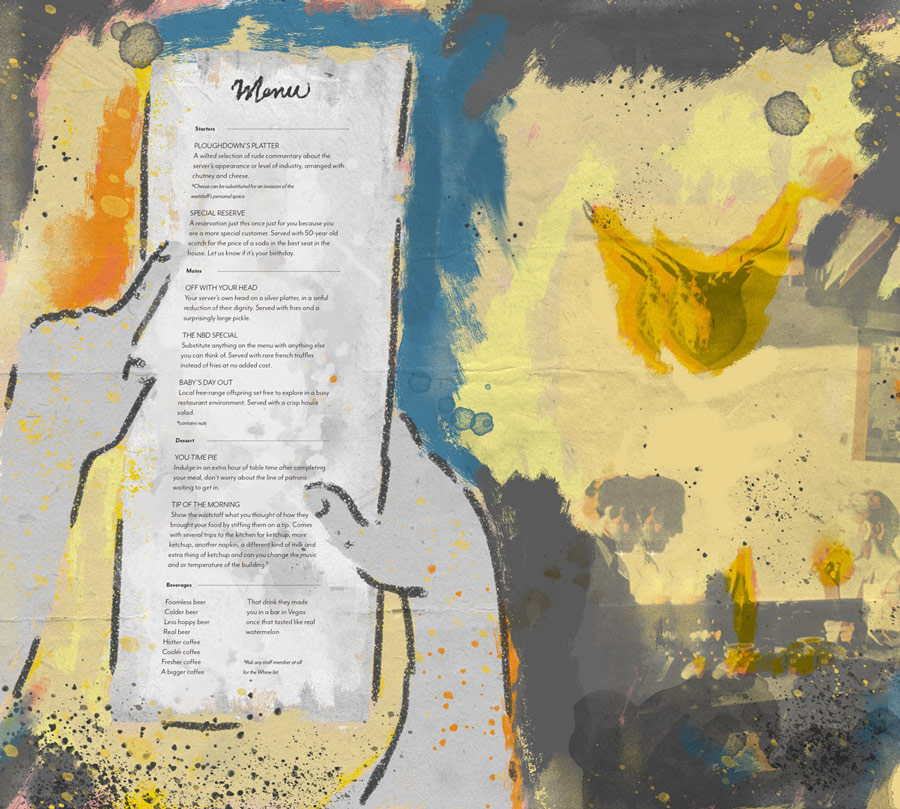 Menu
Starters
PLOUGHDOWN'S PLATTER
A wilted selection of rude commentary about the
server's appearance or level of industry, arranged with
chutney and cheese.
*Cheese can be substituted for an invasion of the
waitstaff's personal space
SPECIAL RESERVE
A reservation just this once just for you because you
are a more special customer. Served with 50-year old
scotch for the price of a soda in the best seat in the
house. Let us know if it's your birthday.
Mains
OFF WITH YOUR HEAD
Your server's own head on a silver platter, in a sinful
reduction of their dignity. Served with fries and a
surprisingly large pickle.
THE NBD SPECIAL
Substitute anything on the menu with anything else
you can think of. Served with rare french truffles
instead of fries at no added cost.
BABY'S DAY OUT
Local free-range offspring set free to explore in a busy
restaurant environment. Served with a crisp house
salad.
*contains nuts
Dessert
YOU-TIME PIE
Indulge in an extra hour of table time after completing
your meal, don't worry about the line of patrons
waiting to get in.
TIP OF THE MORNING
Show the waitstaff what you thought of how they
brought your food by stiffing them on a tip. Comes
with several trips to the kitchen for ketchup, more
ketchup, another napkin, a different kind of milk and
extra thing of ketchup and can you change the music
and or temperature of the building?
Beverages
Foamless beer
Colder beer
Less hoppy beer
Real beer
Hotter coffee
Cooler coffee
Fresher coffee
A bigger coffee
That drink they made
you in a bar in Vegas
once that tasted like real
watermelon
*Ask any staff member at all
for the Whine list